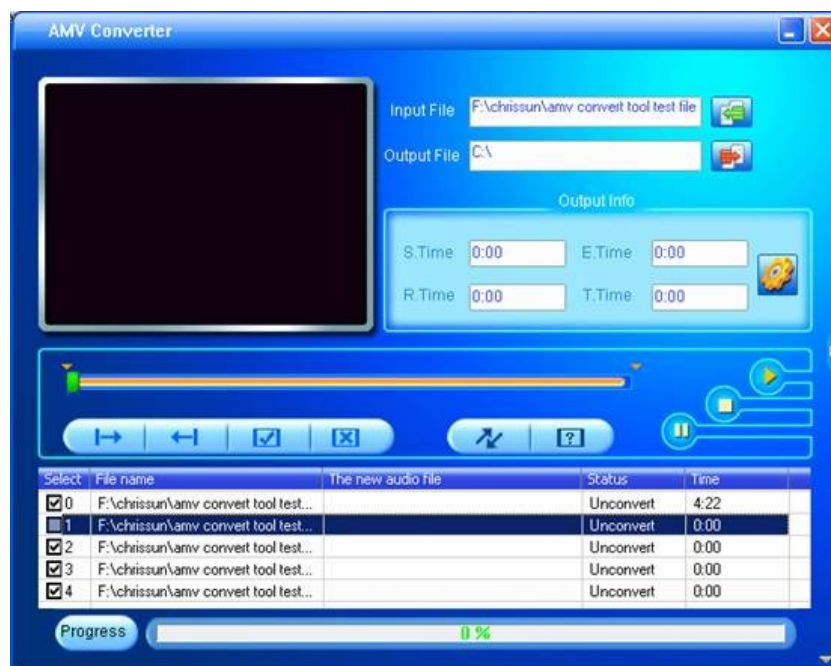 AMV Converter
Input File F:\chrissun\amv convert tool test file
Output File C:\
Output Info
S.Time 0:00 E.Time 0:00
R.Time 0:00 T.Time 0:00
Select File name The new audio file Status Time
0 F:\chrissun\amv convert tool test... Unconvert 4:22
1 F:\chrissun\amv convert tool test... Unconvert 0:00
2 F:\chrissun\amv convert tool test... Unconvert 0:00
3 F:\chrissun\amv convert tool test... Unconvert 0:00
4 F:\chrissun\amv convert tool test... Unconvert 0:00
Progress 0 %